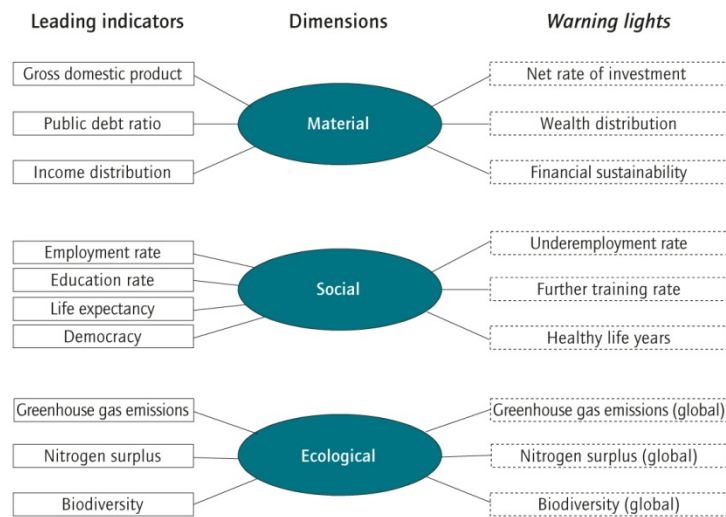 Leading indicators
Dimensions
Warning lights
Gross domestic product
Public debt ratio
Income distribution
Material
Net rate of investment
Wealth distribution
Financial sustainability
Employment rate
Education rate
Life expectancy
Democracy
Social
Underemployment rate
Further training rate
Healthy life years
Greenhouse gas emissions
Nitrogen surplus
Biodiversity
Ecological
Greenhouse gas emissions (global)
Nitrogen surplus (global)
Biodiversity (global)